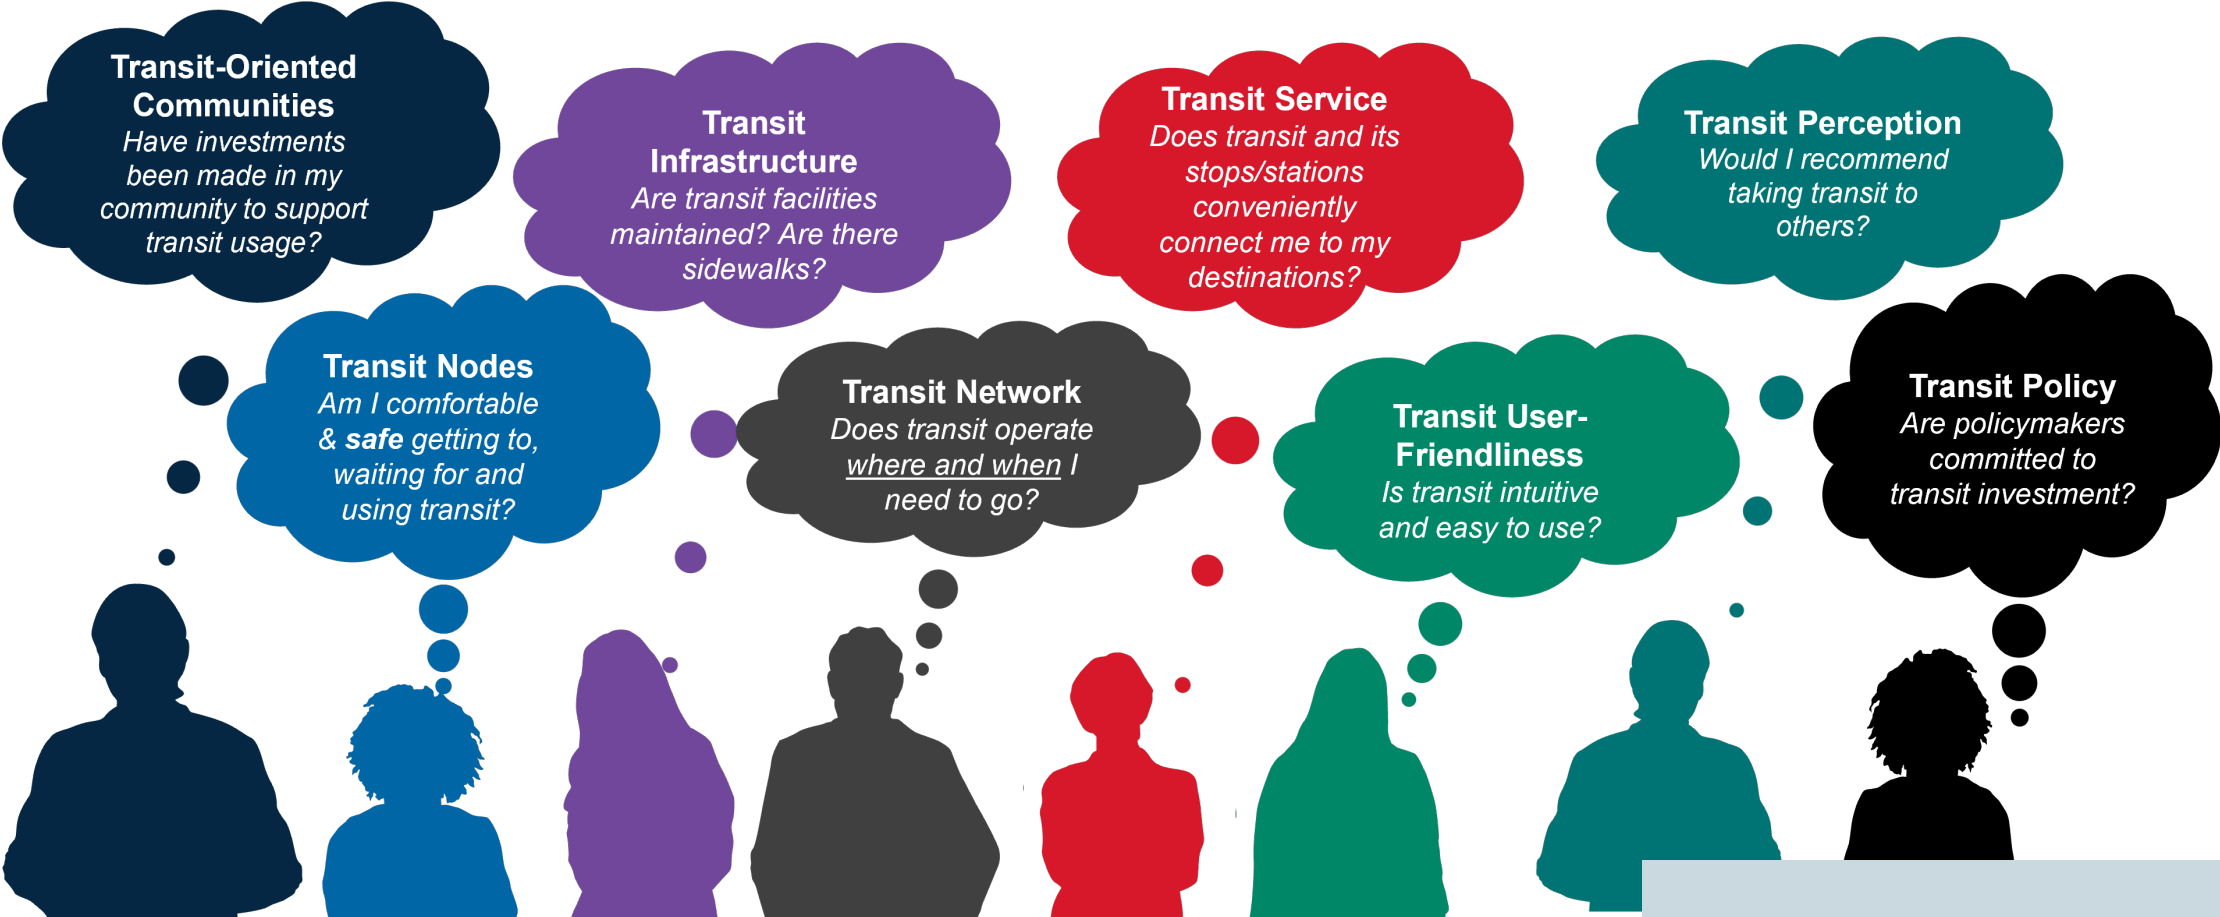 Transit-Oriented
Communities
Have investments
been made in my
community to support
transit usage?
Transit
Infrastructure
Are transit facilities
maintained? Are there
sidewalks?
Transit Service
Does transit and its
stops/stations
conveniently
connect me to my
destinations?
Transit Perception
Would I recommend
taking transit to
others?
Transit Nodes
Am I comfortable
& safe getting to,
waiting for and
using transit?
Transit Network
Does transit operate
where and when I
need to go?
Transit User-
Friendliness
Is transit intuitive
and easy to use?
Transit Policy
Are policymakers
committed to
transit investment?